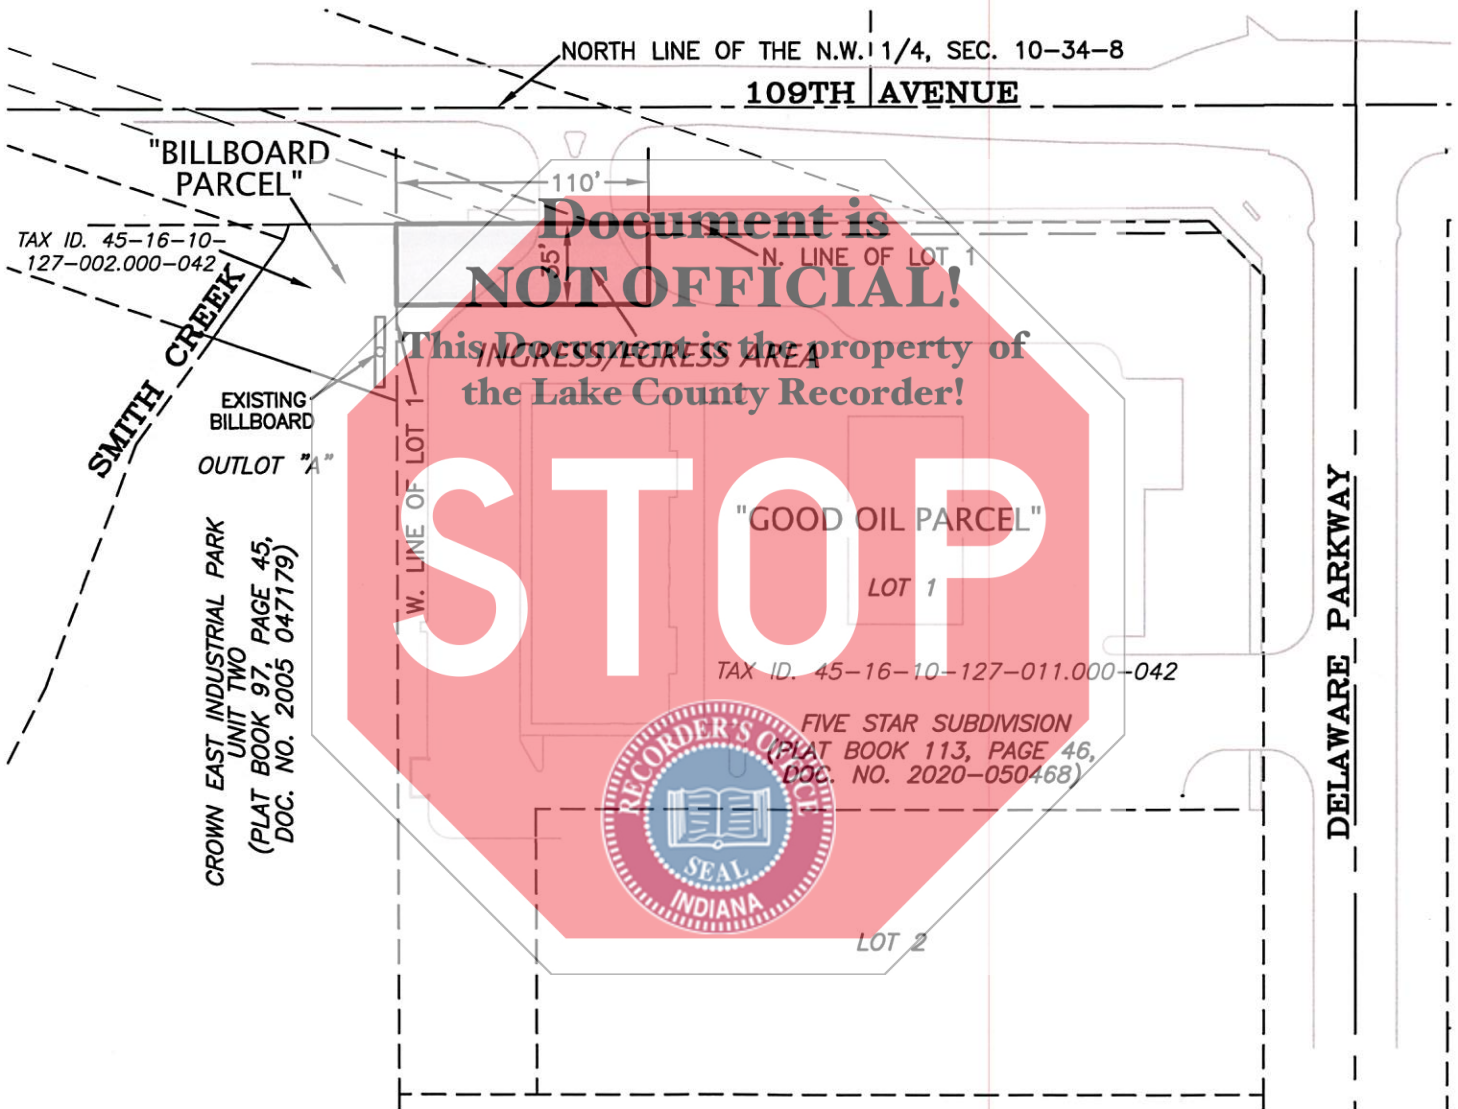 NORTH LINE OF THE N.W. 1/4, SEC. 10-34-8
109TH AVENUE
"BILLBOARD
PARCEL"
110'
TAX ID. 45-16-10-
127-002.000-042
35'
N. LINE OF LOT 1
Document is
NOT OFFICIAL!
This Document is the property of
the Lake County Recorder!
INGRESS/EGRESS AREA
SMITH CREEK
EXISTING
BILLBOARD
OUTLOT "A"
W. LINE OF LOT 1
STOP
"GOOD OIL PARCEL"
LOT 1
TAX ID. 45-16-10-127-011.000-042
FIVE STAR SUBDIVISION
(PLAT BOOK 113, PAGE 46,
DOC. NO. 2020-050468)
CROWN EAST INDUSTRIAL PARK
UNIT TWO
(PLAT BOOK 97, PAGE 45,
DOC. NO. 2005 047179)
DELAWARE PARKWAY
RECORDER'S OFFICE
SEAL
INDIANA
LOT 2